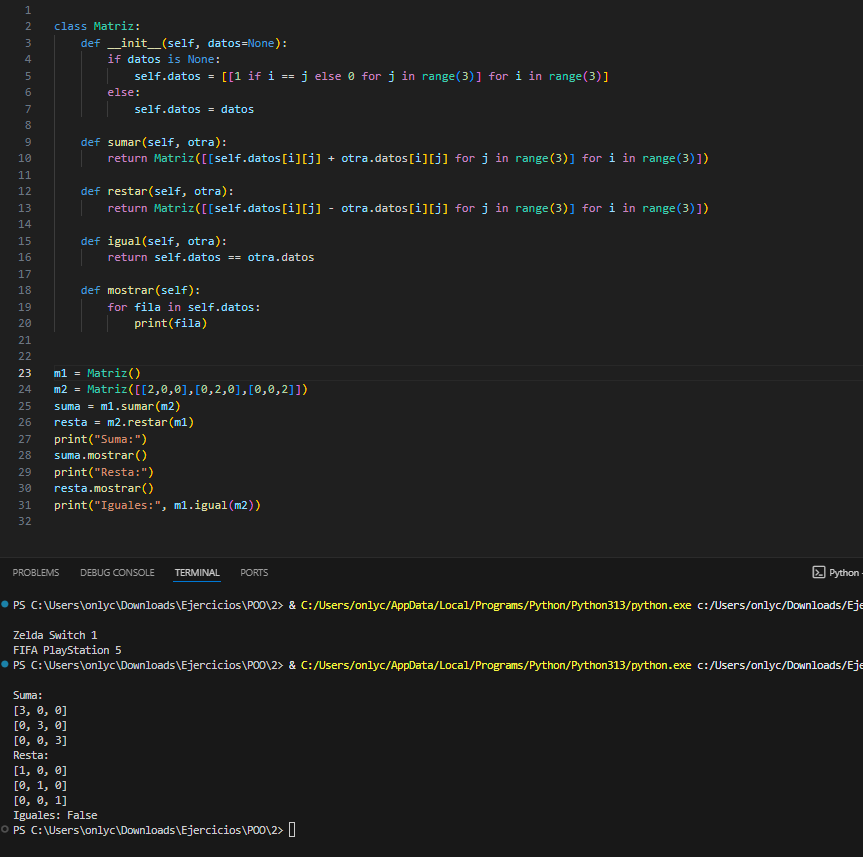 1
2 class Matriz:
3     def __init__(self, datos=None):
4         if datos is None:
5             self.datos = [[1 if i == j else 0 for j in range(3)] for i in range(3)]
6         else:
7             self.datos = datos
8
9     def sumar(self, otra):
10         return Matriz([[self.datos[i][j] + otra.datos[i][j] for j in range(3)] for i in range(3)])
11
12     def restar(self, otra):
13         return Matriz([[self.datos[i][j] - otra.datos[i][j] for j in range(3)] for i in range(3)])
14
15     def igual(self, otra):
16         return self.datos == otra.datos
17
18     def mostrar(self):
19         for fila in self.datos:
20             print(fila)
21
22
23 m1 = Matriz()
24 m2 = Matriz([[2,0,0],[0,2,0],[0,0,2]])
25 suma = m1.sumar(m2)
26 resta = m2.restar(m1)
27 print("Suma:")
28 suma.mostrar()
29 print("Resta:")
30 resta.mostrar()
31 print("Iguales:", m1.igual(m2))
32
PROBLEMS DEBUG CONSOLE TERMINAL PORTS Python -
PS C:\Users\onlyc\Downloads\Ejercicios\POO\2> & C:/Users/onlyc/AppData/Local/Programs/Python/Python313/python.exe c:/Users/onlyc/Downloads/Eje
Zelda Switch 1
FIFA PlayStation 5
PS C:\Users\onlyc\Downloads\Ejercicios\POO\2> & C:/Users/onlyc/AppData/Local/Programs/Python/Python313/python.exe c:/Users/onlyc/Downloads/Eje
Suma:
[3, 0, 0]
[0, 3, 0]
[0, 0, 3]
Resta:
[1, 0, 0]
[0, 1, 0]
[0, 0, 1]
Iguales: False
PS C:\Users\onlyc\Downloads\Ejercicios\POO\2>